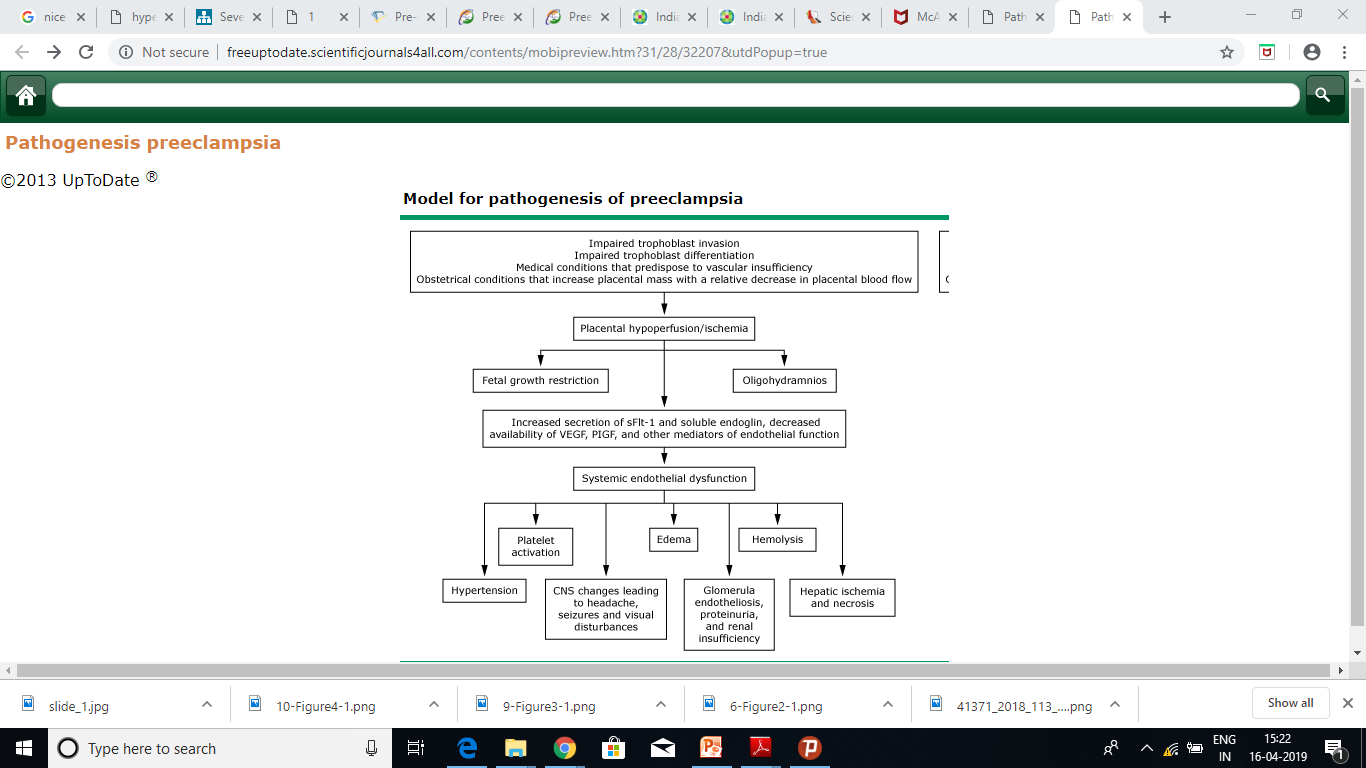 nice
hype
Seve
1
Pre-
Pree
Pree
India
India
Scier
McA
Path
Path
Not secure
freeuptodate.scientificjournals4all.com/contents/mobipreview.htm?31/28/32207&utdPopup=true
Pathogenesis preeclampsia
©2013 UpToDate ®
Model for pathogenesis of preeclampsia
Impaired trophoblast invasion
Impaired trophoblast differentiation
Medical conditions that predispose to vascular insufficiency
Obstetrical conditions that increase placental mass with a relative decrease in placental blood flow
Placental hypoperfusion/ischemia
Fetal growth restriction
Oligohydramnios
Increased secretion of sFlt-1 and soluble endoglin, decreased
availability of VEGF, PIGF, and other mediators of endothelial function
Systemic endothelial dysfunction
Platelet
activation
Edema
Hemolysis
Hypertension
CNS changes leading
to headache,
seizures and visual
disturbances
Glomerula
endotheliosis,
proteinuria,
and renal
insufficiency
Hepatic ischemia
and necrosis
slide_1.jpg
10-Figure4-1.png
9-Figure3-1.png
6-Figure2-1.png
41371_2018_113_....png
Show all
Type here to search
ENG
IN
15:22
16-04-2019
1